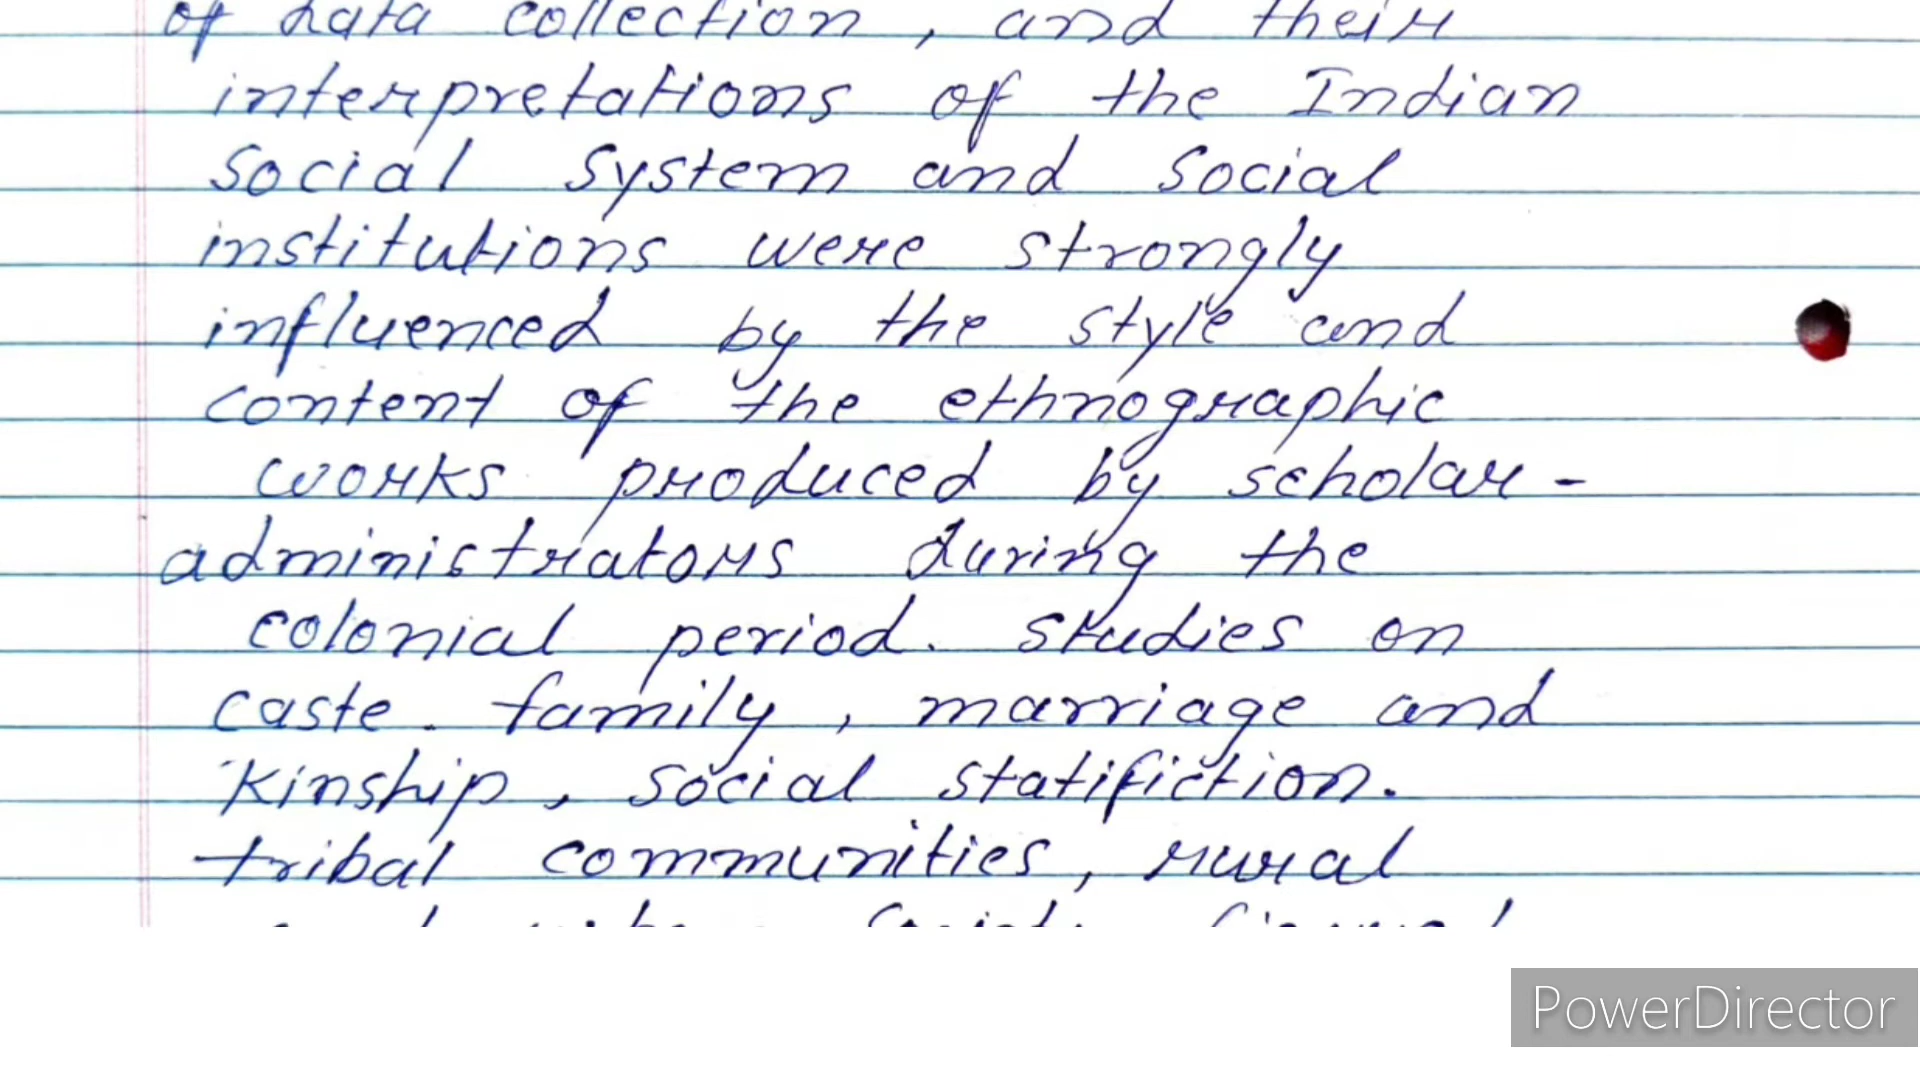 of data collection, and their
interpretations of the Indian
social system and social
institutions were strongly
influenced by the style and
content of the ethnographic
works produced by scholar-
administrators during the
colonial period. studies on
caste. family, marriage and
Kinship, social statifiction.
tribal communities, rural
PowerDirector